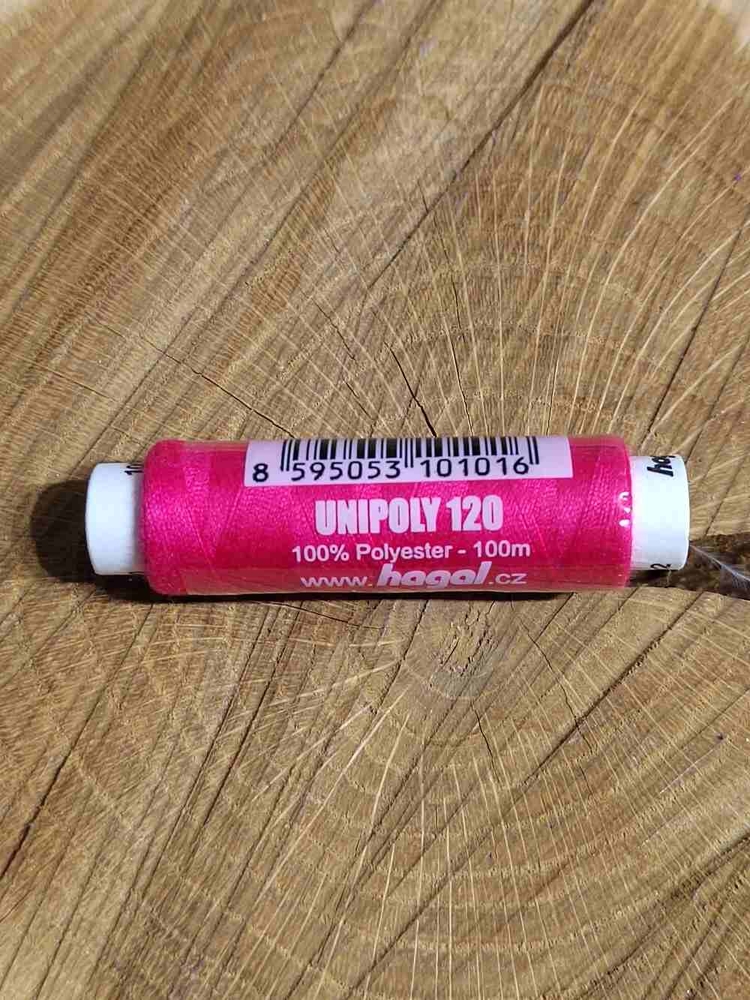 8 595053 101016
UNIPOLY 120
100% Polyester - 100m
www.hagal.cz